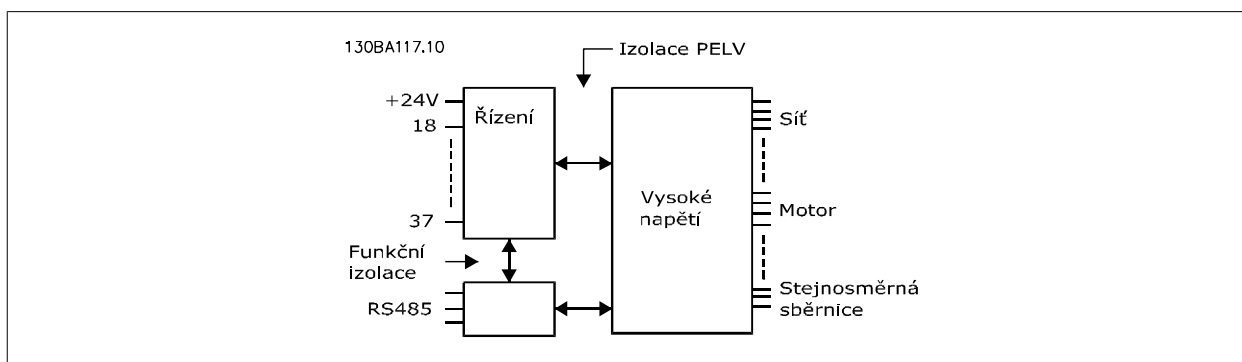 130BA117.10
Izolace PELV
+24V
Řízení
18
37
Síť
Vysoké
napětí
Motor
Funkční
izolace
RS485
Stejnosměrná
sběrnice